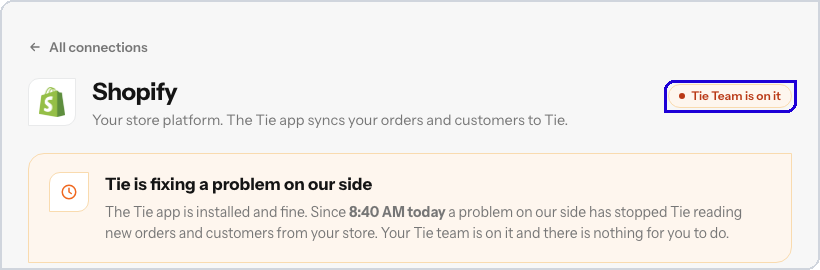 ← All connections
Shopify
Tie Team is on it
Your store platform. The Tie app syncs your orders and customers to Tie.
Tie is fixing a problem on our side
The Tie app is installed and fine. Since 8:40 AM today a problem on our side has stopped Tie reading
new orders and customers from your store. Your Tie team is on it and there is nothing for you to do.